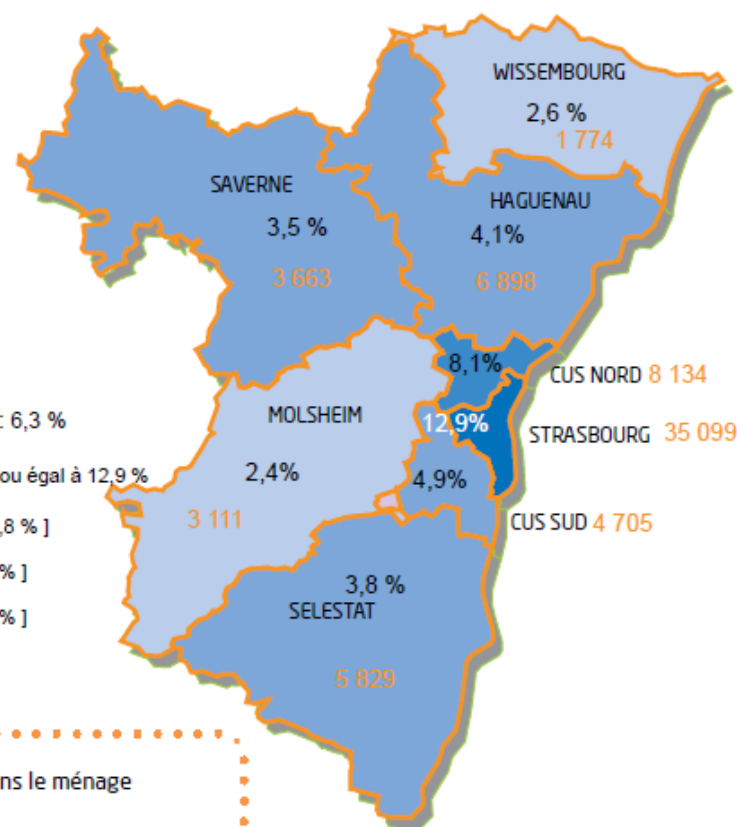 WISSEMBOURG
2,6 %
1 774
SAVERNE
3,5 %
3 663
HAGUENAU
4,1%
6 898
8,1%
CUS NORD 8 134
: 6,3 %
MOLSHEIM
12,9%
STRASBOURG 35 099
ou égal à 12,9 %
2,4%
4,9%
3 111
,8 % ]
CUS SUD 4 705
% ]
3,8 %
SELESTAT
% ]
5 829
ns le ménage